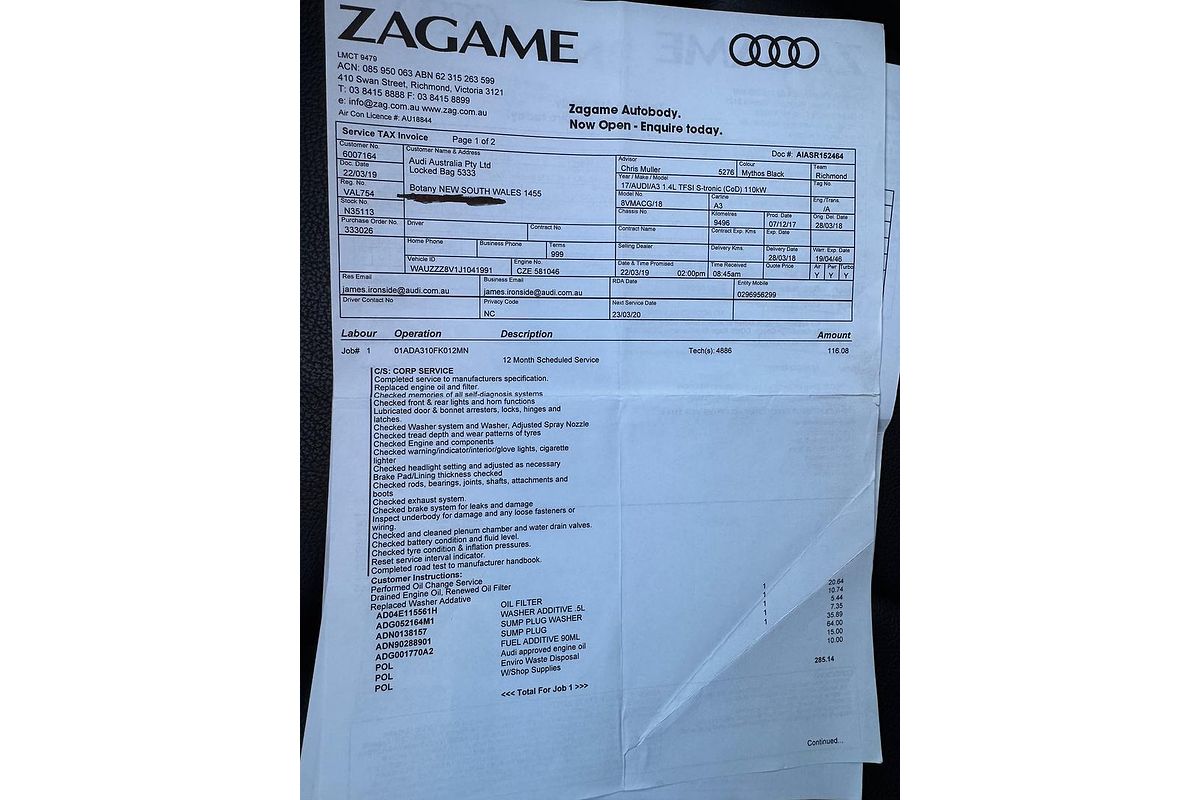 ZAGAME
LMCT 9479
ACN: 085 950 063 ABN 62 315 263 599
410 Swan Street, Richmond, Victoria 3121
T: 03 8415 8888 F: 03 8415 8899
e: info@zag.com.au www.zag.com.au
Air Con Licence #: AU18844
Zagame Autobody.
Now Open - Enquire today.
Service TAX Invoice Page 1 of 2 Doc #: AIASR152464
Customer No. 6007164
Doc. Date 22/03/19
Reg. No. VAL754
Stock No. N35113
Purchase Order No. 333026
Customer Name & Address
Audi Australia Pty Ltd
Locked Bag 5333
Botany NEW SOUTH WALES 1455
Advisor Chris Muller 5276
Colour Mythos Black
Team Richmond
Year / Make / Model 17/AUDI/A3 1.4L TFSI S-tronic (CoD) 110kW
Tag No.
Model No. 8VMACG/18
Carline A3
Eng./Trans. /A
Chassis No
Kilometres 9496
Prod. Date 07/12/17
Orig. Del. Date 28/03/18
Driver
Contract No.
Contract Name
Contract Exp. Kms
Exp. Date
Home Phone
Business Phone
Terms 999
Selling Dealer
Delivery Kms.
Delivery Date 28/03/18
Warr. Exp. Date 19/04/46
Vehicle ID WAUZZZ8V1J1041991
Engine No. CZE 581046
Date & Time Promised 22/03/19 02:00pm
Time Received 08:45am
Quote Price
Air Y Pwr Y Turbo Y
Res Email james.ironside@audi.com.au
Business Email james.ironside@audi.com.au
RDA Date
Entity Mobile 0296956299
Driver Contact No
Privacy Code NC
Next Service Date 23/03/20
Labour Operation Description Amount
Job# 1 01ADA310FK012MN Tech(s): 4886 116.08
12 Month Scheduled Service
C/S: CORP SERVICE
Completed service to manufacturers specification.
Replaced engine oil and filter.
Checked memories of all self-diagnosis systems
Checked front & rear lights and horn functions
Lubricated door & bonnet arresters, locks, hinges and
latches.
Checked Washer system and Washer, Adjusted Spray Nozzle
Checked tread depth and wear patterns of tyres
Checked Engine and components
Checked warning/indicator/interior/glove lights, cigarette
lighter
Checked headlight setting and adjusted as necessary
Brake Pad/Lining thickness checked
Checked rods, bearings, joints, shafts, attachments and
boots
Checked exhaust system.
Checked brake system for leaks and damage
Inspect underbody for damage and any loose fasteners or
wiring.
Checked and cleaned plenum chamber and water drain valves.
Checked battery condition and fluid level.
Checked tyre condition & inflation pressures.
Reset service interval indicator.
Completed road test to manufacturer handbook.
Customer Instructions:
Performed Oil Change Service
Drained Engine Oil, Renewed Oil Filter
Replaced Washer Addative
AD04E115561H OIL FILTER 1 20.64
ADG052164M1 WASHER ADDITIVE .5L 1 10.74
ADN0138157 SUMP PLUG WASHER 1 5.44
ADN90288901 SUMP PLUG 1 7.35
ADG001770A2 FUEL ADDITIVE 90ML 1 35.89
POL Audi approved engine oil 64.00
POL Enviro Waste Disposal 15.00
POL W/Shop Supplies 10.00
<<< Total For Job 1 >>> 285.14
Continued...